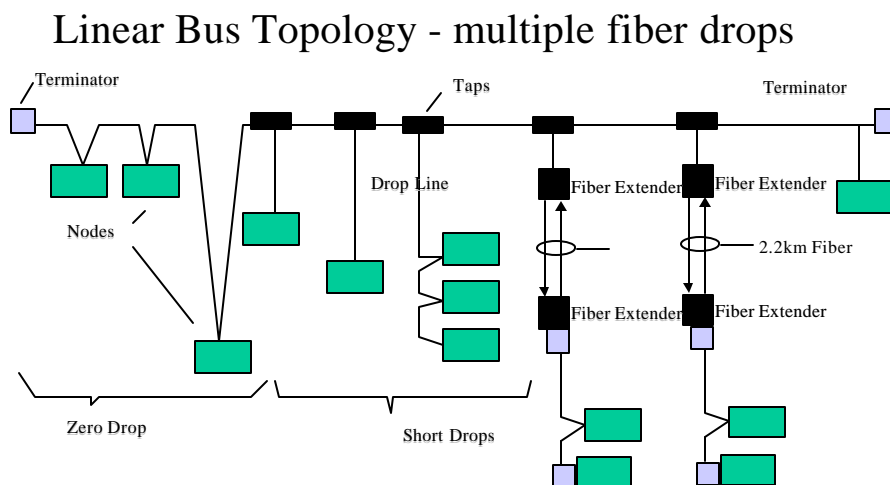 Linear Bus Topology - multiple fiber drops
Terminator
Taps
Terminator
Drop Line
Fiber Extender
Fiber Extender
Nodes
2.2km Fiber
Fiber Extender
Fiber Extender
Zero Drop
Short Drops